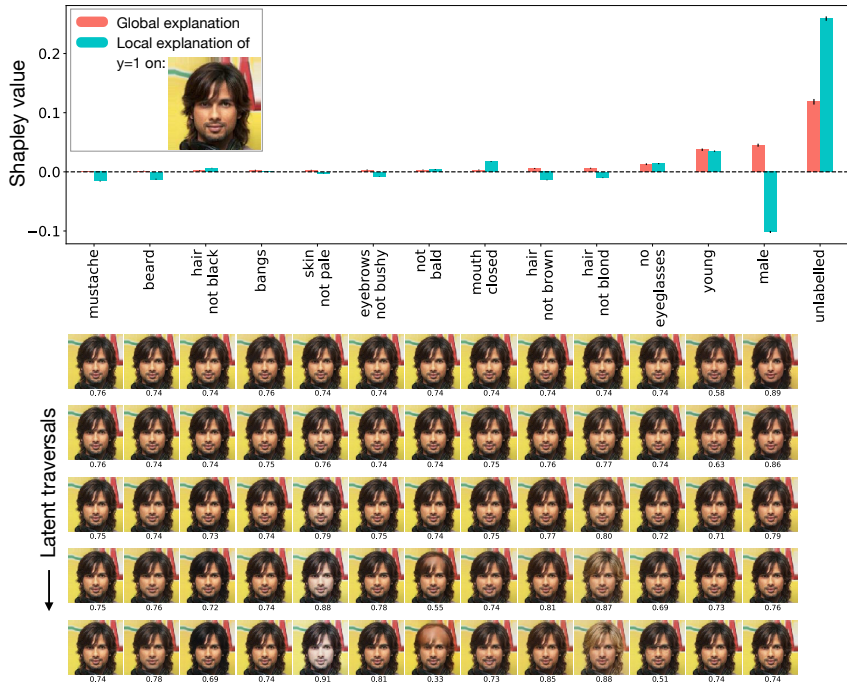 Global explanation
Local explanation of
y=1 on:
Shapley value
0.2
0.1
0.0
−0.1
mustache
beard
hair
not black
bangs
skin
not pale
eyebrows
not bushy
not
bald
mouth
closed
hair
not brown
hair
not blond
no
eyeglasses
young
male
unlabelled
Latent traversals
0.76 0.74 0.74 0.76 0.74 0.74 0.74 0.74 0.74 0.74 0.74 0.58 0.89
0.76 0.74 0.74 0.75 0.76 0.74 0.74 0.75 0.76 0.77 0.74 0.63 0.86
0.75 0.74 0.73 0.74 0.79 0.75 0.74 0.75 0.77 0.80 0.72 0.71 0.79
0.75 0.76 0.72 0.74 0.88 0.78 0.55 0.74 0.81 0.87 0.69 0.73 0.76
0.74 0.78 0.69 0.74 0.91 0.81 0.33 0.73 0.85 0.88 0.51 0.74 0.74